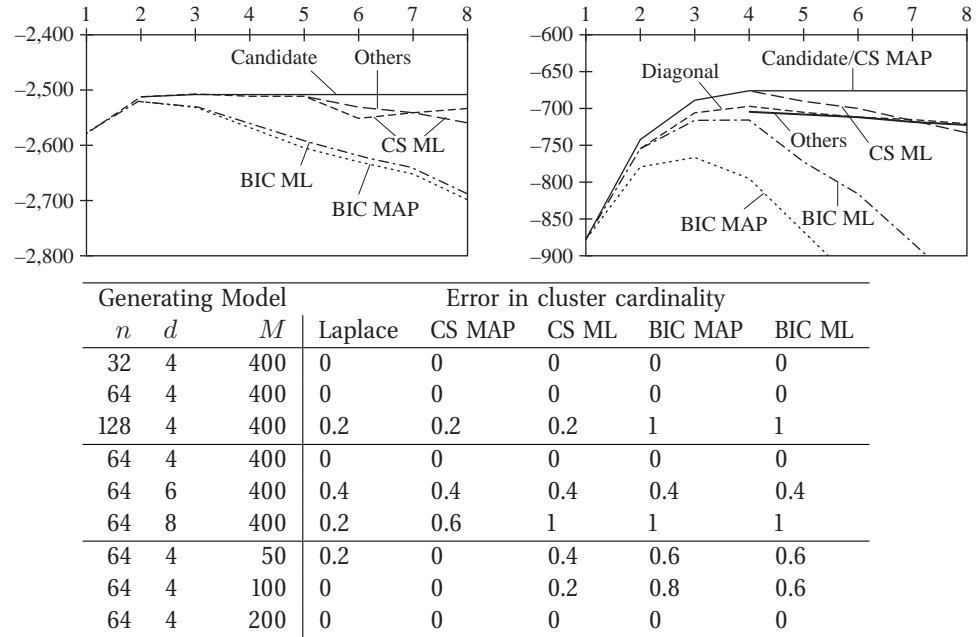 1 2 3 4 5 6 7 8
−2,400
−2,500
−2,600
−2,700
−2,800
Candidate
Others
CS ML
BIC ML
BIC MAP
1 2 3 4 5 6 7 8
−600
−650
−700
−750
−800
−850
−900
Candidate/CS MAP
Diagonal
Others
CS ML
BIC MAP
BIC ML
Generating Model Error in cluster cardinality
n d M Laplace CS MAP CS ML BIC MAP BIC ML
32 4 400 0 0 0 0 0
64 4 400 0 0 0 0 0
128 4 400 0.2 0.2 0.2 1 1
64 4 400 0 0 0 0 0
64 6 400 0.4 0.4 0.4 0.4 0.4
64 8 400 0.2 0.6 1 1 1
64 4 50 0.2 0 0.4 0.6 0.6
64 4 100 0 0 0.2 0.8 0.6
64 4 200 0 0 0 0 0